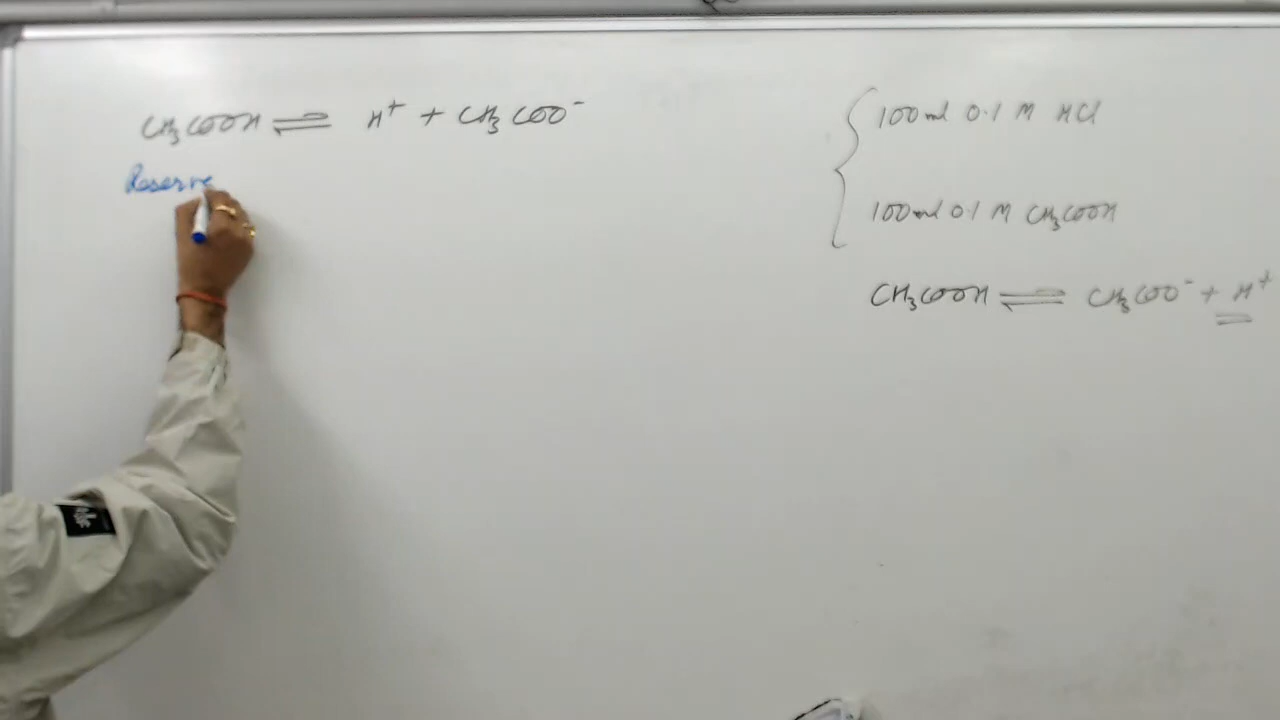 CH₃COOH ⇌ H⁺ + CH₃COO⁻
Reserve
{ 100ml 0.1 M HCl
100ml 0.1 M CH₃COOH
CH₃COOH ⇌ CH₃COO⁻ + H⁺